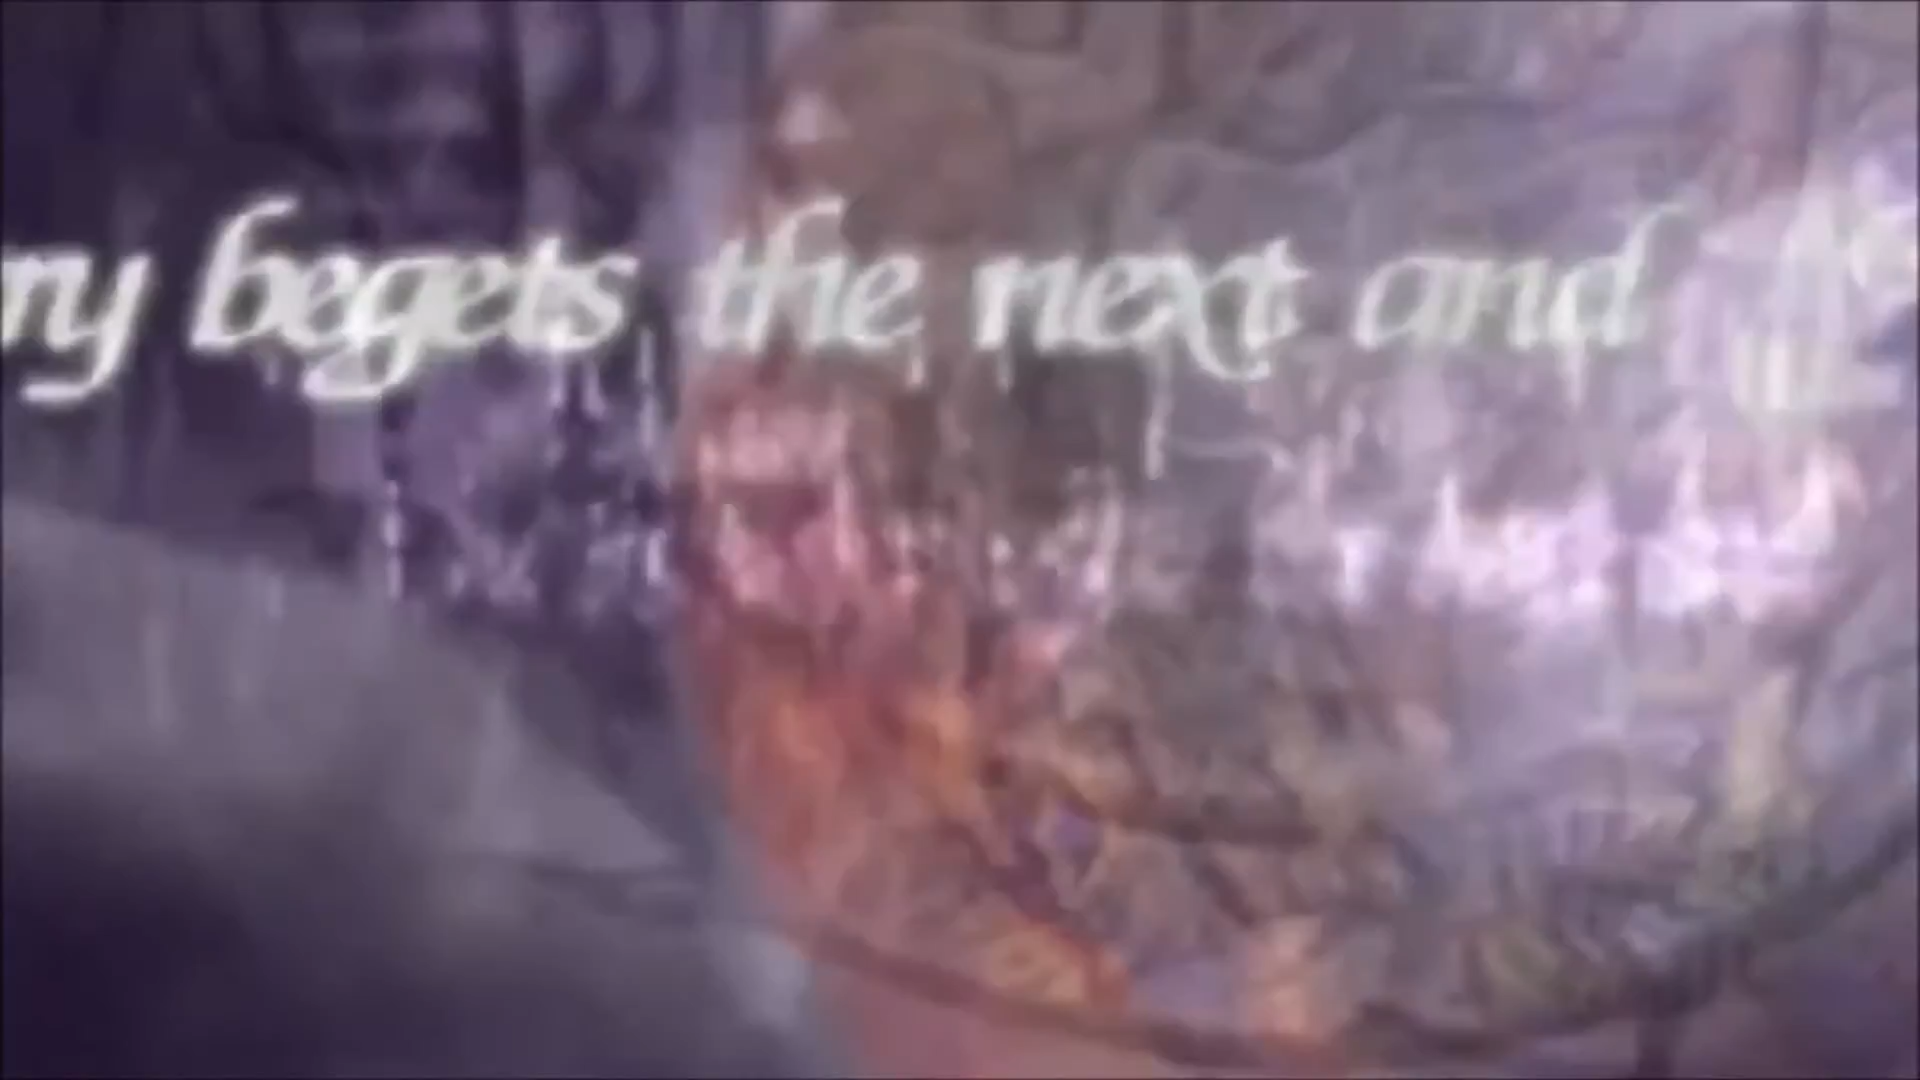 ny begets the next and